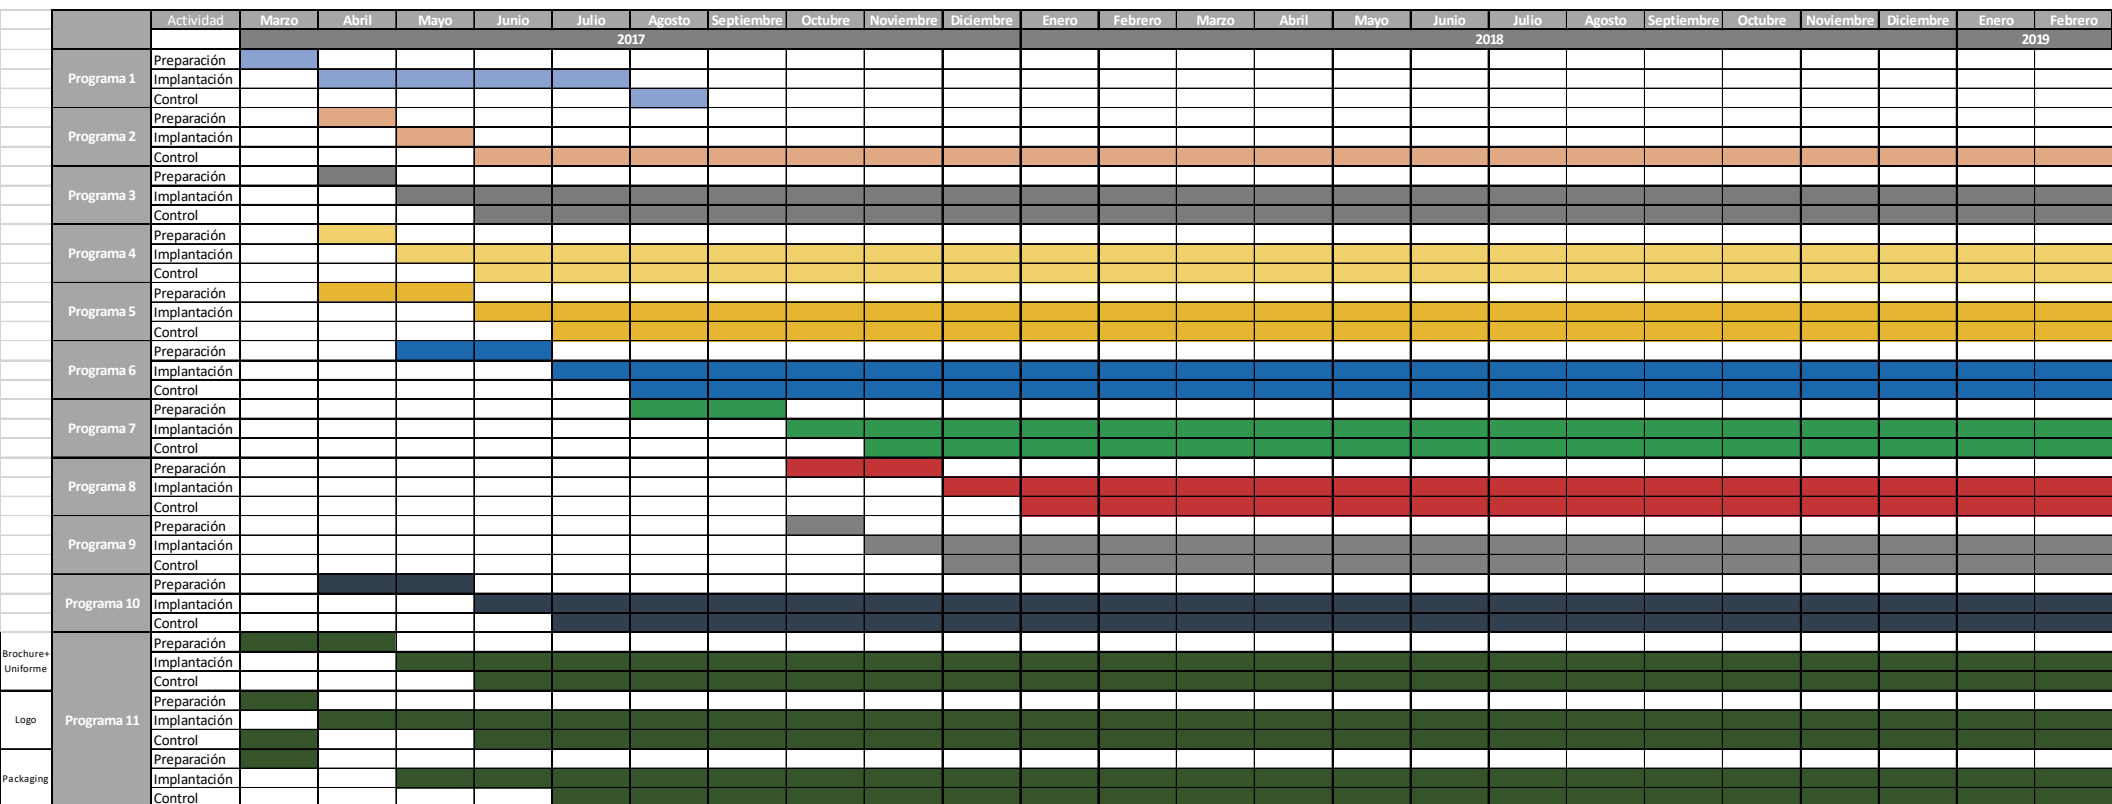 Actividad Marzo Abril Mayo Junio Julio Agosto Septiembre Octubre Noviembre Diciembre Enero Febrero Marzo Abril Mayo Junio Julio Agosto Septiembre Octubre Noviembre Diciembre Enero Febrero
2017 2018 2019
Preparación
Programa 1 Implantación
Control
Preparación
Programa 2 Implantación
Control
Preparación
Programa 3 Implantación
Control
Preparación
Programa 4 Implantación
Control
Preparación
Programa 5 Implantación
Control
Preparación
Programa 6 Implantación
Control
Preparación
Programa 7 Implantación
Control
Preparación
Programa 8 Implantación
Control
Preparación
Programa 9 Implantación
Control
Preparación
Programa 10 Implantación
Control
Preparación
Brochure+
Uniforme Implantación
Control
Preparación
Logo Programa 11 Implantación
Control
Preparación
Packaging Implantación
Control